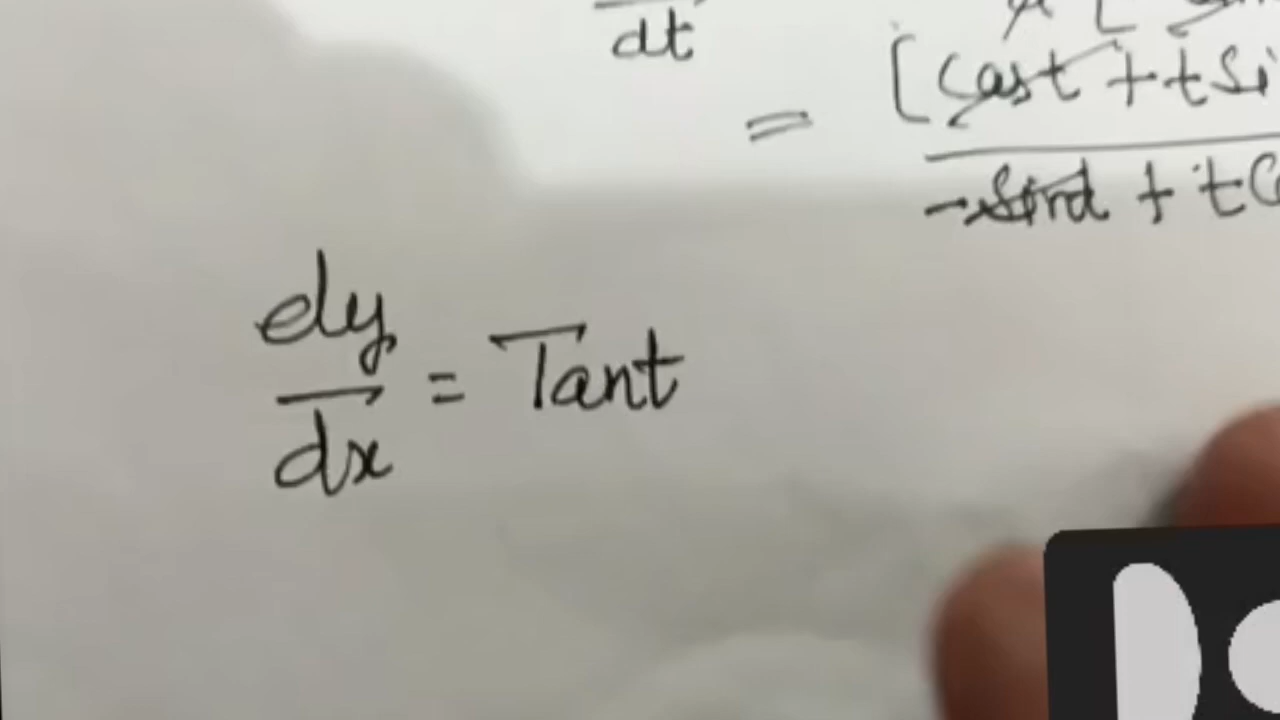 dt
= [Cost + tSi
-Sint + tC
dy
dx = Tant